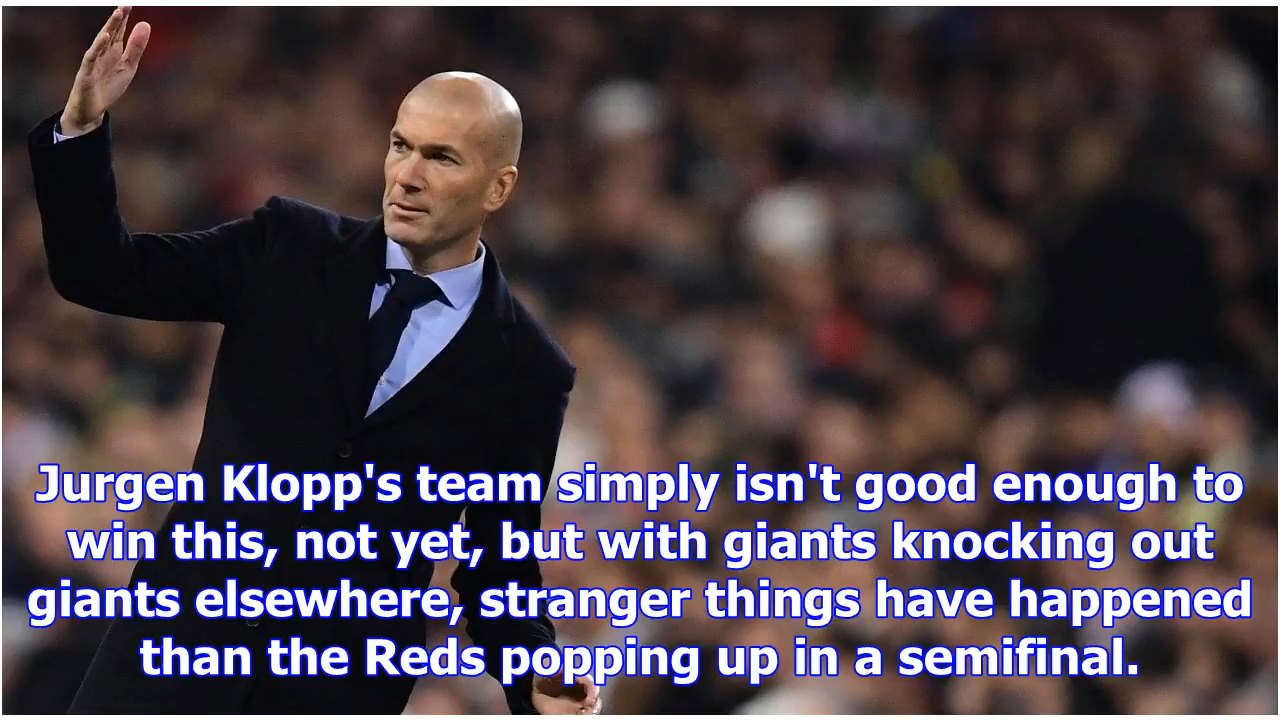 Jurgen Klopp's team simply isn't good enough to
win this, not yet, but with giants knocking out
giants elsewhere, stranger things have happened
than the Reds popping up in a semifinal.